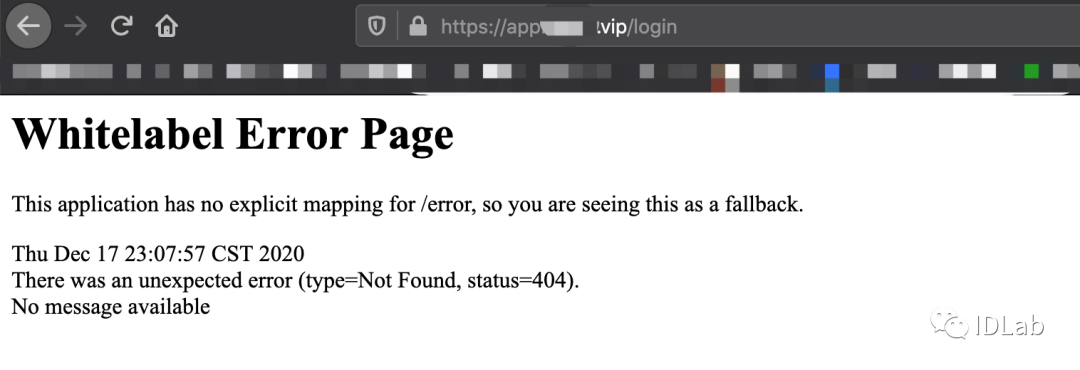 https://app .vip/login
Whitelabel Error Page
This application has no explicit mapping for /error, so you are seeing this as a fallback.
Thu Dec 17 23:07:57 CST 2020
There was an unexpected error (type=Not Found, status=404).
No message available
IDLab